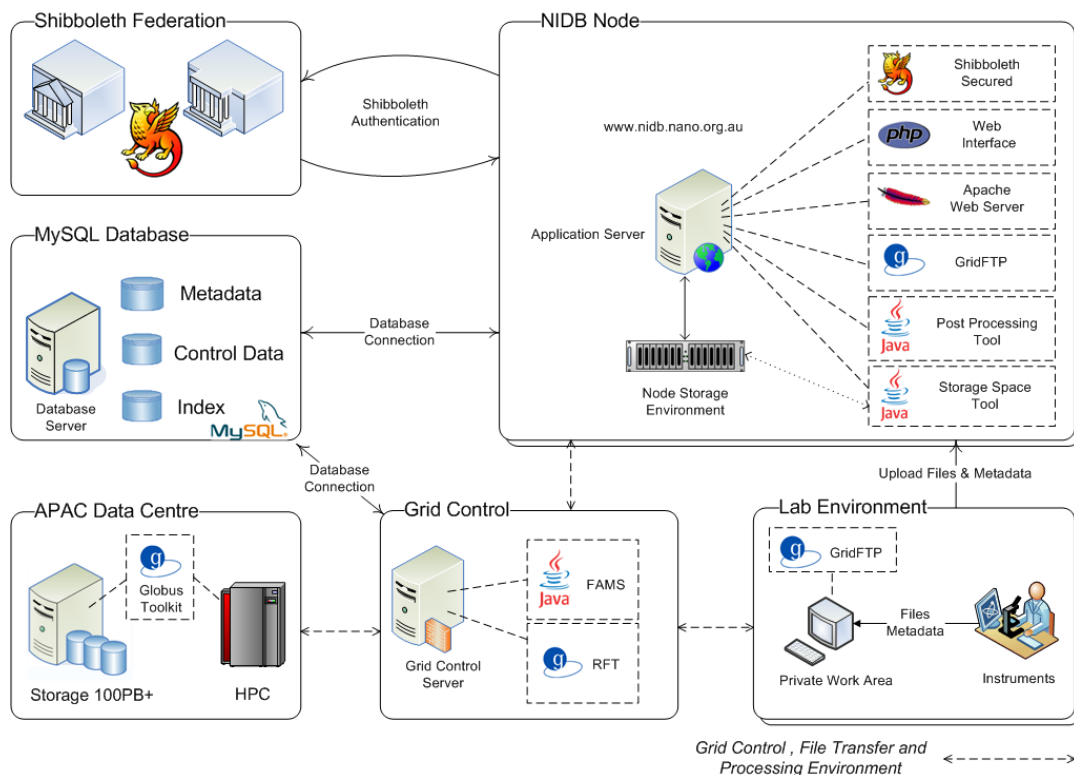 Shibboleth Federation
Shibboleth
Authentication
NIDB Node
www.nidb.nano.org.au
Application Server
Node Storage
Environment
Shibboleth
Secured
php
Web
Interface
Apache
Web Server
g
GridFTP
Java
Post Processing
Tool
Java
Storage Space
Tool
MySQL Database
Metadata
Control Data
Index
Database
Server
MySQL®
Database
Connection
Database
Connection
Upload Files & Metadata
APAC Data Centre
g
Globus
Toolkit
Storage 100PB+
HPC
Grid Control
Grid Control
Server
Java
FAMS
g
RFT
Lab Environment
g
GridFTP
Files
Metadata
Private Work Area
Instruments
Grid Control , File Transfer and
Processing Environment